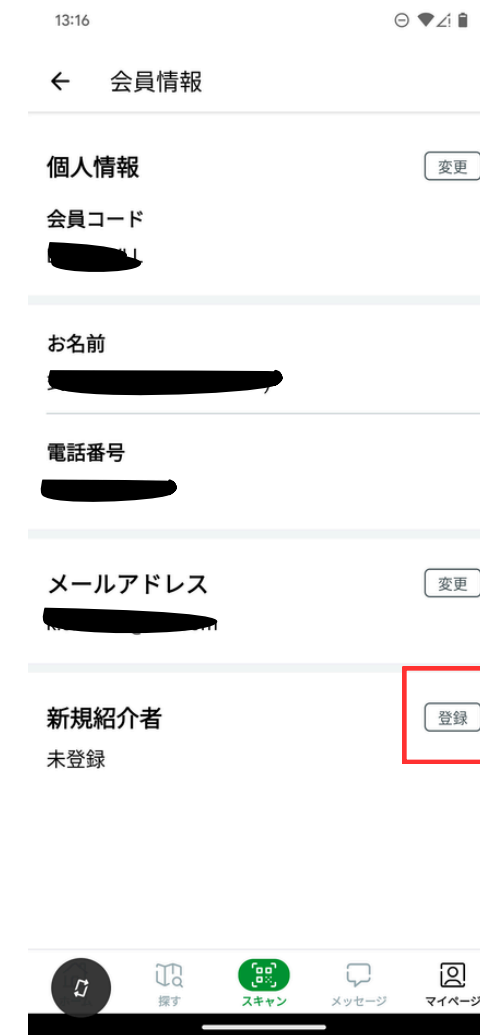 13:16
会員情報
個人情報
変更
会員コード
お名前
電話番号
メールアドレス
変更
新規紹介者
登録
未登録
探す
スキャン
メッセージ
マイページ